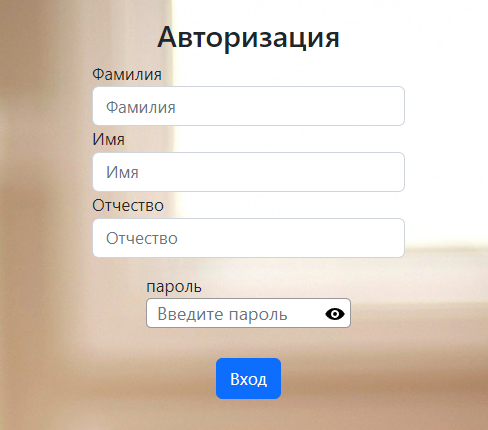 Авторизация
Фамилия
Фамилия
Имя
Имя
Отчество
Отчество
пароль
Введите пароль
Вход